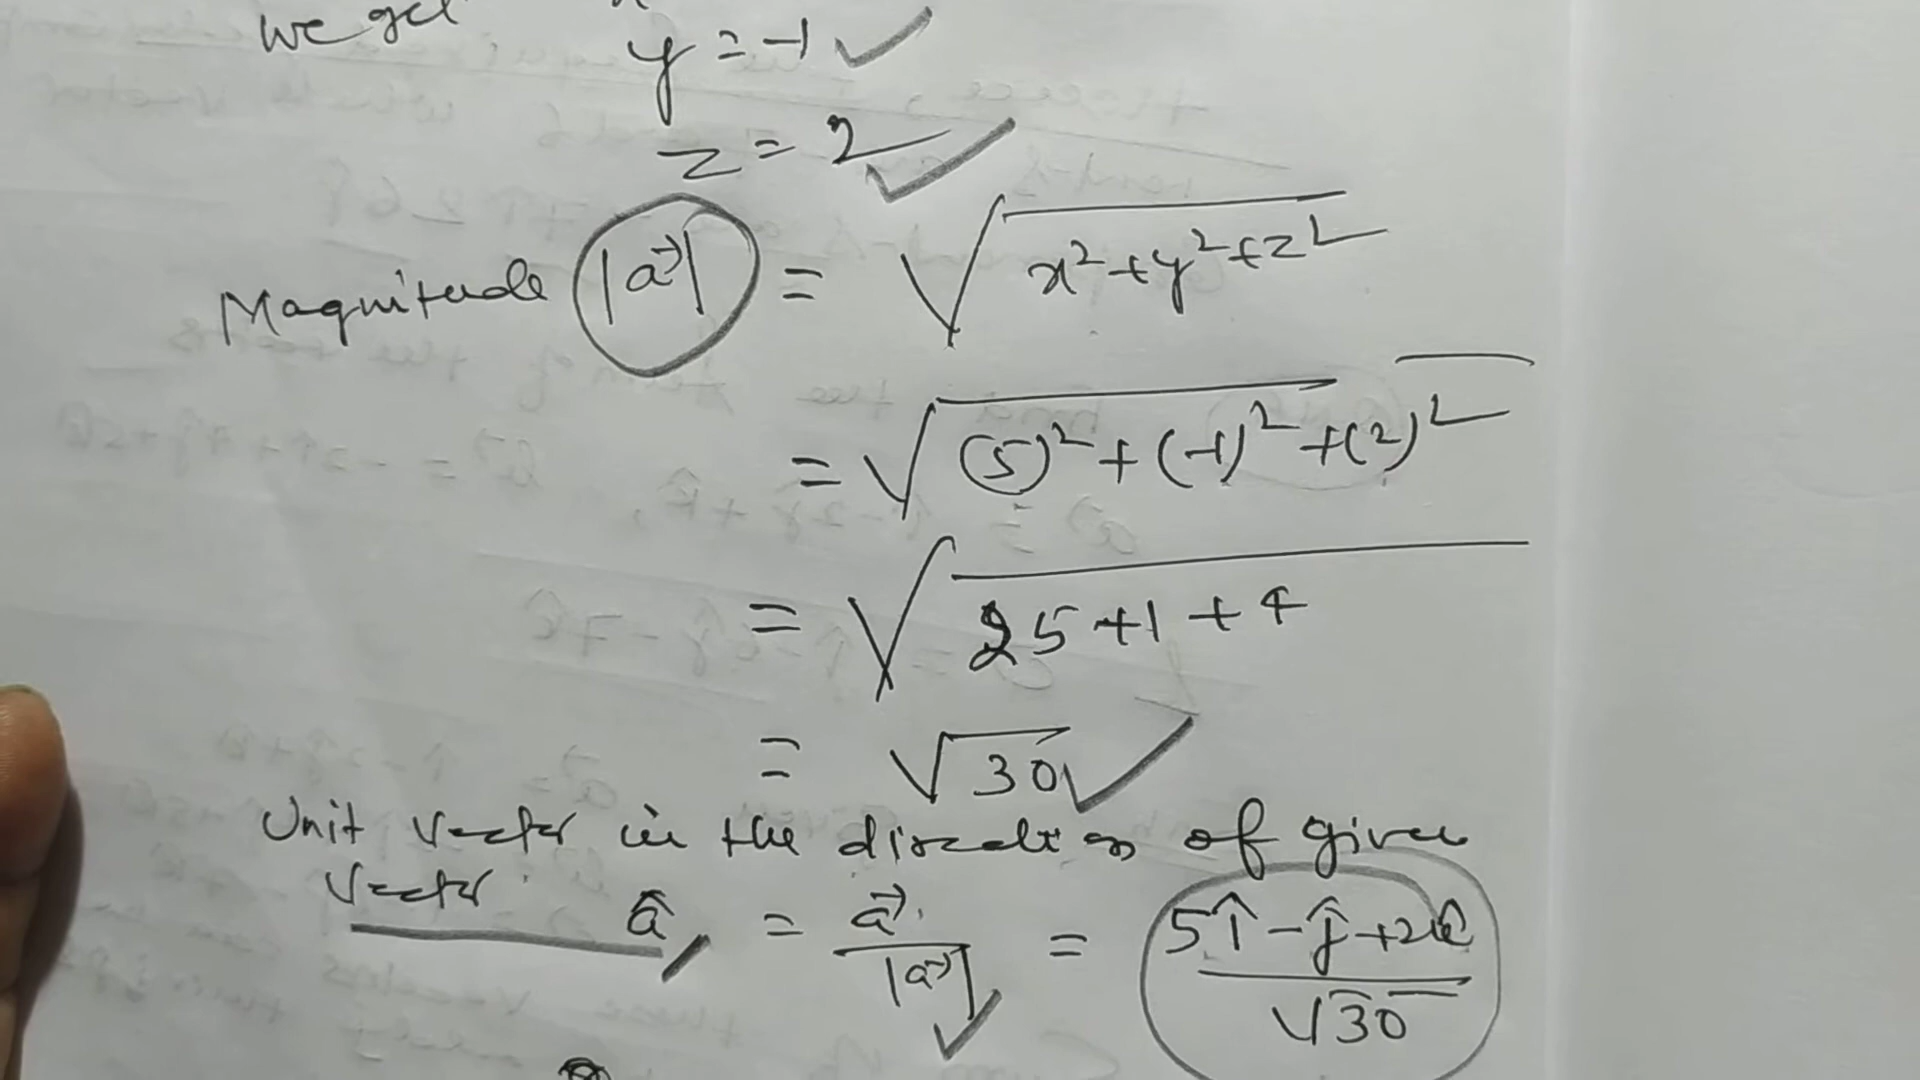 we get
y = -1
z = 2
Magnitude |a⃗| = √x²+y²+z²
= √(5)²+(-1)²+(2)²
= √25+1+4
= √30
Unit vector in the direction of given
vector â = a⃗/|a⃗| = 5î-ĵ+2k̂/√30